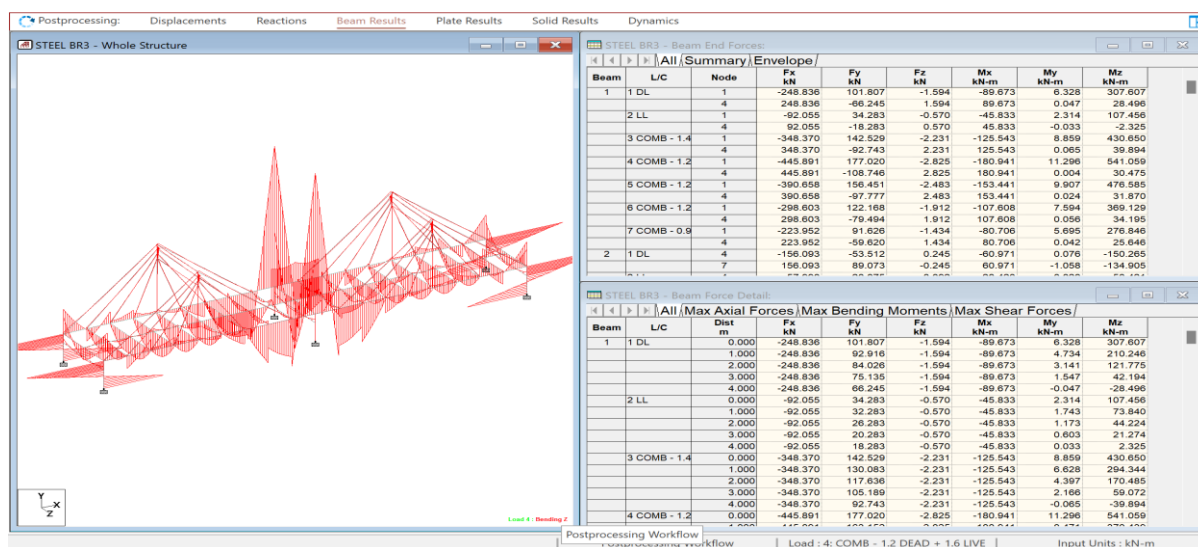 Postprocessing: Displacements Reactions Beam Results Plate Results Solid Results Dynamics
STEEL BR3 - Whole Structure
Y
X
Z
Load 4 : Bending Z
STEEL BR3 - Beam End Forces:
All Summary Envelope
Beam L/C Node Fx kN Fy kN Fz kN Mx kN-m My kN-m Mz kN-m
1 1 DL 1 -248.836 101.807 -1.594 -89.673 6.328 307.607
4 248.836 -66.245 1.594 89.673 0.047 28.496
2 LL 1 -92.055 34.283 -0.570 -45.833 2.314 107.456
4 92.055 -18.283 0.570 45.833 -0.033 -2.325
3 COMB - 1.4 1 -348.370 142.529 -2.231 -125.543 8.859 430.650
4 348.370 -92.743 2.231 125.543 0.065 39.894
4 COMB - 1.2 1 -445.891 177.020 -2.825 -180.941 11.296 541.059
4 445.891 -108.746 2.825 180.941 0.004 30.475
5 COMB - 1.2 1 -390.658 156.451 -2.483 -153.441 9.907 476.585
4 390.658 -97.777 2.483 153.441 0.024 31.870
6 COMB - 1.2 1 -298.603 122.168 -1.912 -107.608 7.594 369.129
4 298.603 -79.494 1.912 107.608 0.056 34.195
7 COMB - 0.9 1 -223.952 91.626 -1.434 -80.706 5.695 276.846
4 223.952 -59.620 1.434 80.706 0.042 25.646
2 1 DL 4 -156.093 -53.512 0.245 -60.971 0.076 -150.265
7 156.093 89.073 -0.245 60.971 -1.058 -134.905
STEEL BR3 - Beam Force Detail:
All Max Axial Forces Max Bending Moments Max Shear Forces
Beam L/C Dist m Fx kN Fy kN Fz kN Mx kN-m My kN-m Mz kN-m
1 1 DL 0.000 -248.836 101.807 -1.594 -89.673 6.328 307.607
1.000 -248.836 92.916 -1.594 -89.673 4.734 210.246
2.000 -248.836 84.026 -1.594 -89.673 3.141 121.775
3.000 -248.836 75.135 -1.594 -89.673 1.547 42.194
4.000 -248.836 66.245 -1.594 -89.673 -0.047 -28.496
2 LL 0.000 -92.055 34.283 -0.570 -45.833 2.314 107.456
1.000 -92.055 32.283 -0.570 -45.833 1.743 73.840
2.000 -92.055 26.283 -0.570 -45.833 1.173 44.224
3.000 -92.055 20.283 -0.570 -45.833 0.603 21.274
4.000 -92.055 18.283 -0.570 -45.833 0.033 2.325
3 COMB - 1.4 0.000 -348.370 142.529 -2.231 -125.543 8.859 430.650
1.000 -348.370 130.083 -2.231 -125.543 6.628 294.344
2.000 -348.370 117.636 -2.231 -125.543 4.397 170.485
3.000 -348.370 105.189 -2.231 -125.543 2.166 59.072
4.000 -348.370 92.743 -2.231 -125.543 -0.065 -39.894
4 COMB - 1.2 0.000 -445.891 177.020 -2.825 -180.941 11.296 541.059
Postprocessing Workflow
Load : 4: COMB - 1.2 DEAD + 1.6 LIVE Input Units : kN-m